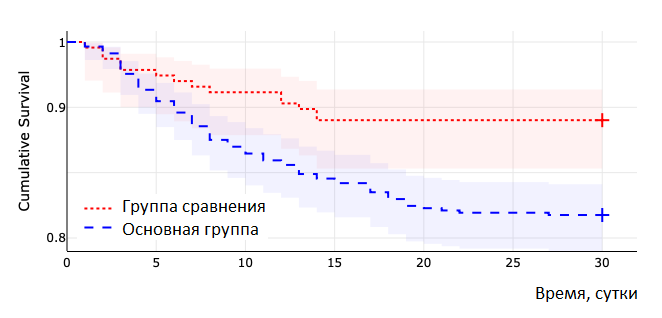 Cumulative Survival
1
0.9
0.8
Группа сравнения
Основная группа
0 5 10 15 20 25 30
Время, сутки